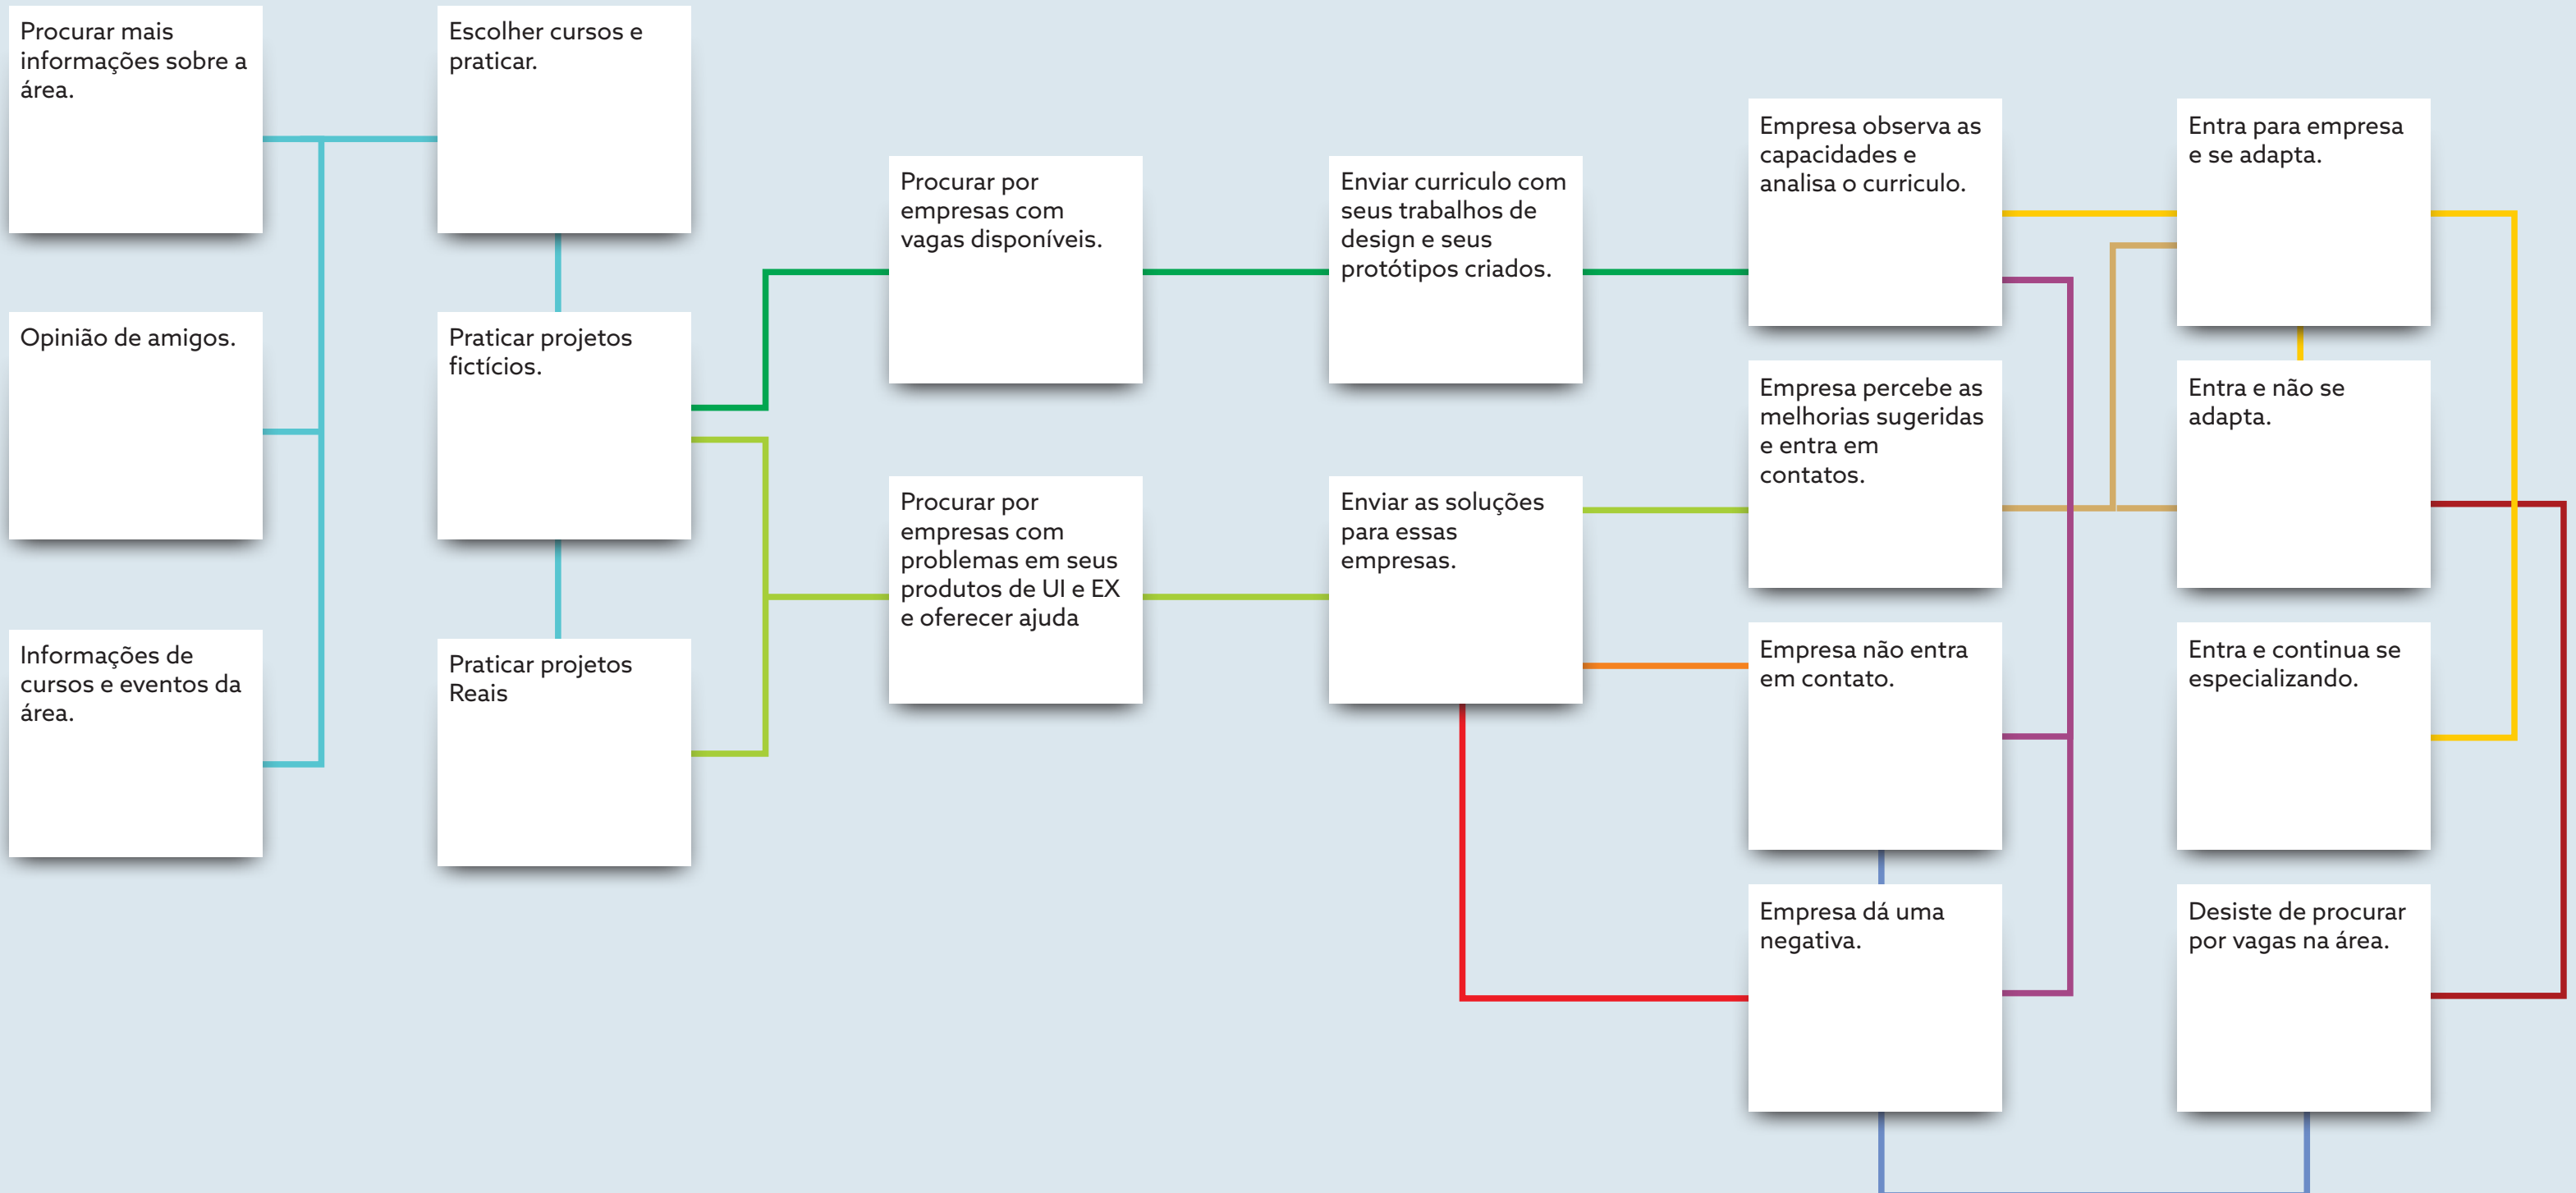 Procurar mais
informações sobre a
área.
Opinião de amigos.
Informações de
cursos e eventos da
área.
Escolher cursos e
praticar.
Praticar projetos
fictícios.
Praticar projetos
Reais
Procurar por
empresas com
vagas disponíveis.
Procurar por
empresas com
problemas em seus
produtos de UI e EX
e oferecer ajuda
Enviar curriculo com
seus trabalhos de
design e seus
protótipos criados.
Enviar as soluções
para essas
empresas.
Empresa observa as
capacidades e
analisa o curriculo.
Empresa percebe as
melhorias sugeridas
e entra em
contatos.
Empresa não entra
em contato.
Empresa dá uma
negativa.
Entra para empresa
e se adapta.
Entra e não se
adapta.
Entra e continua se
especializando.
Desiste de procurar
por vagas na área.